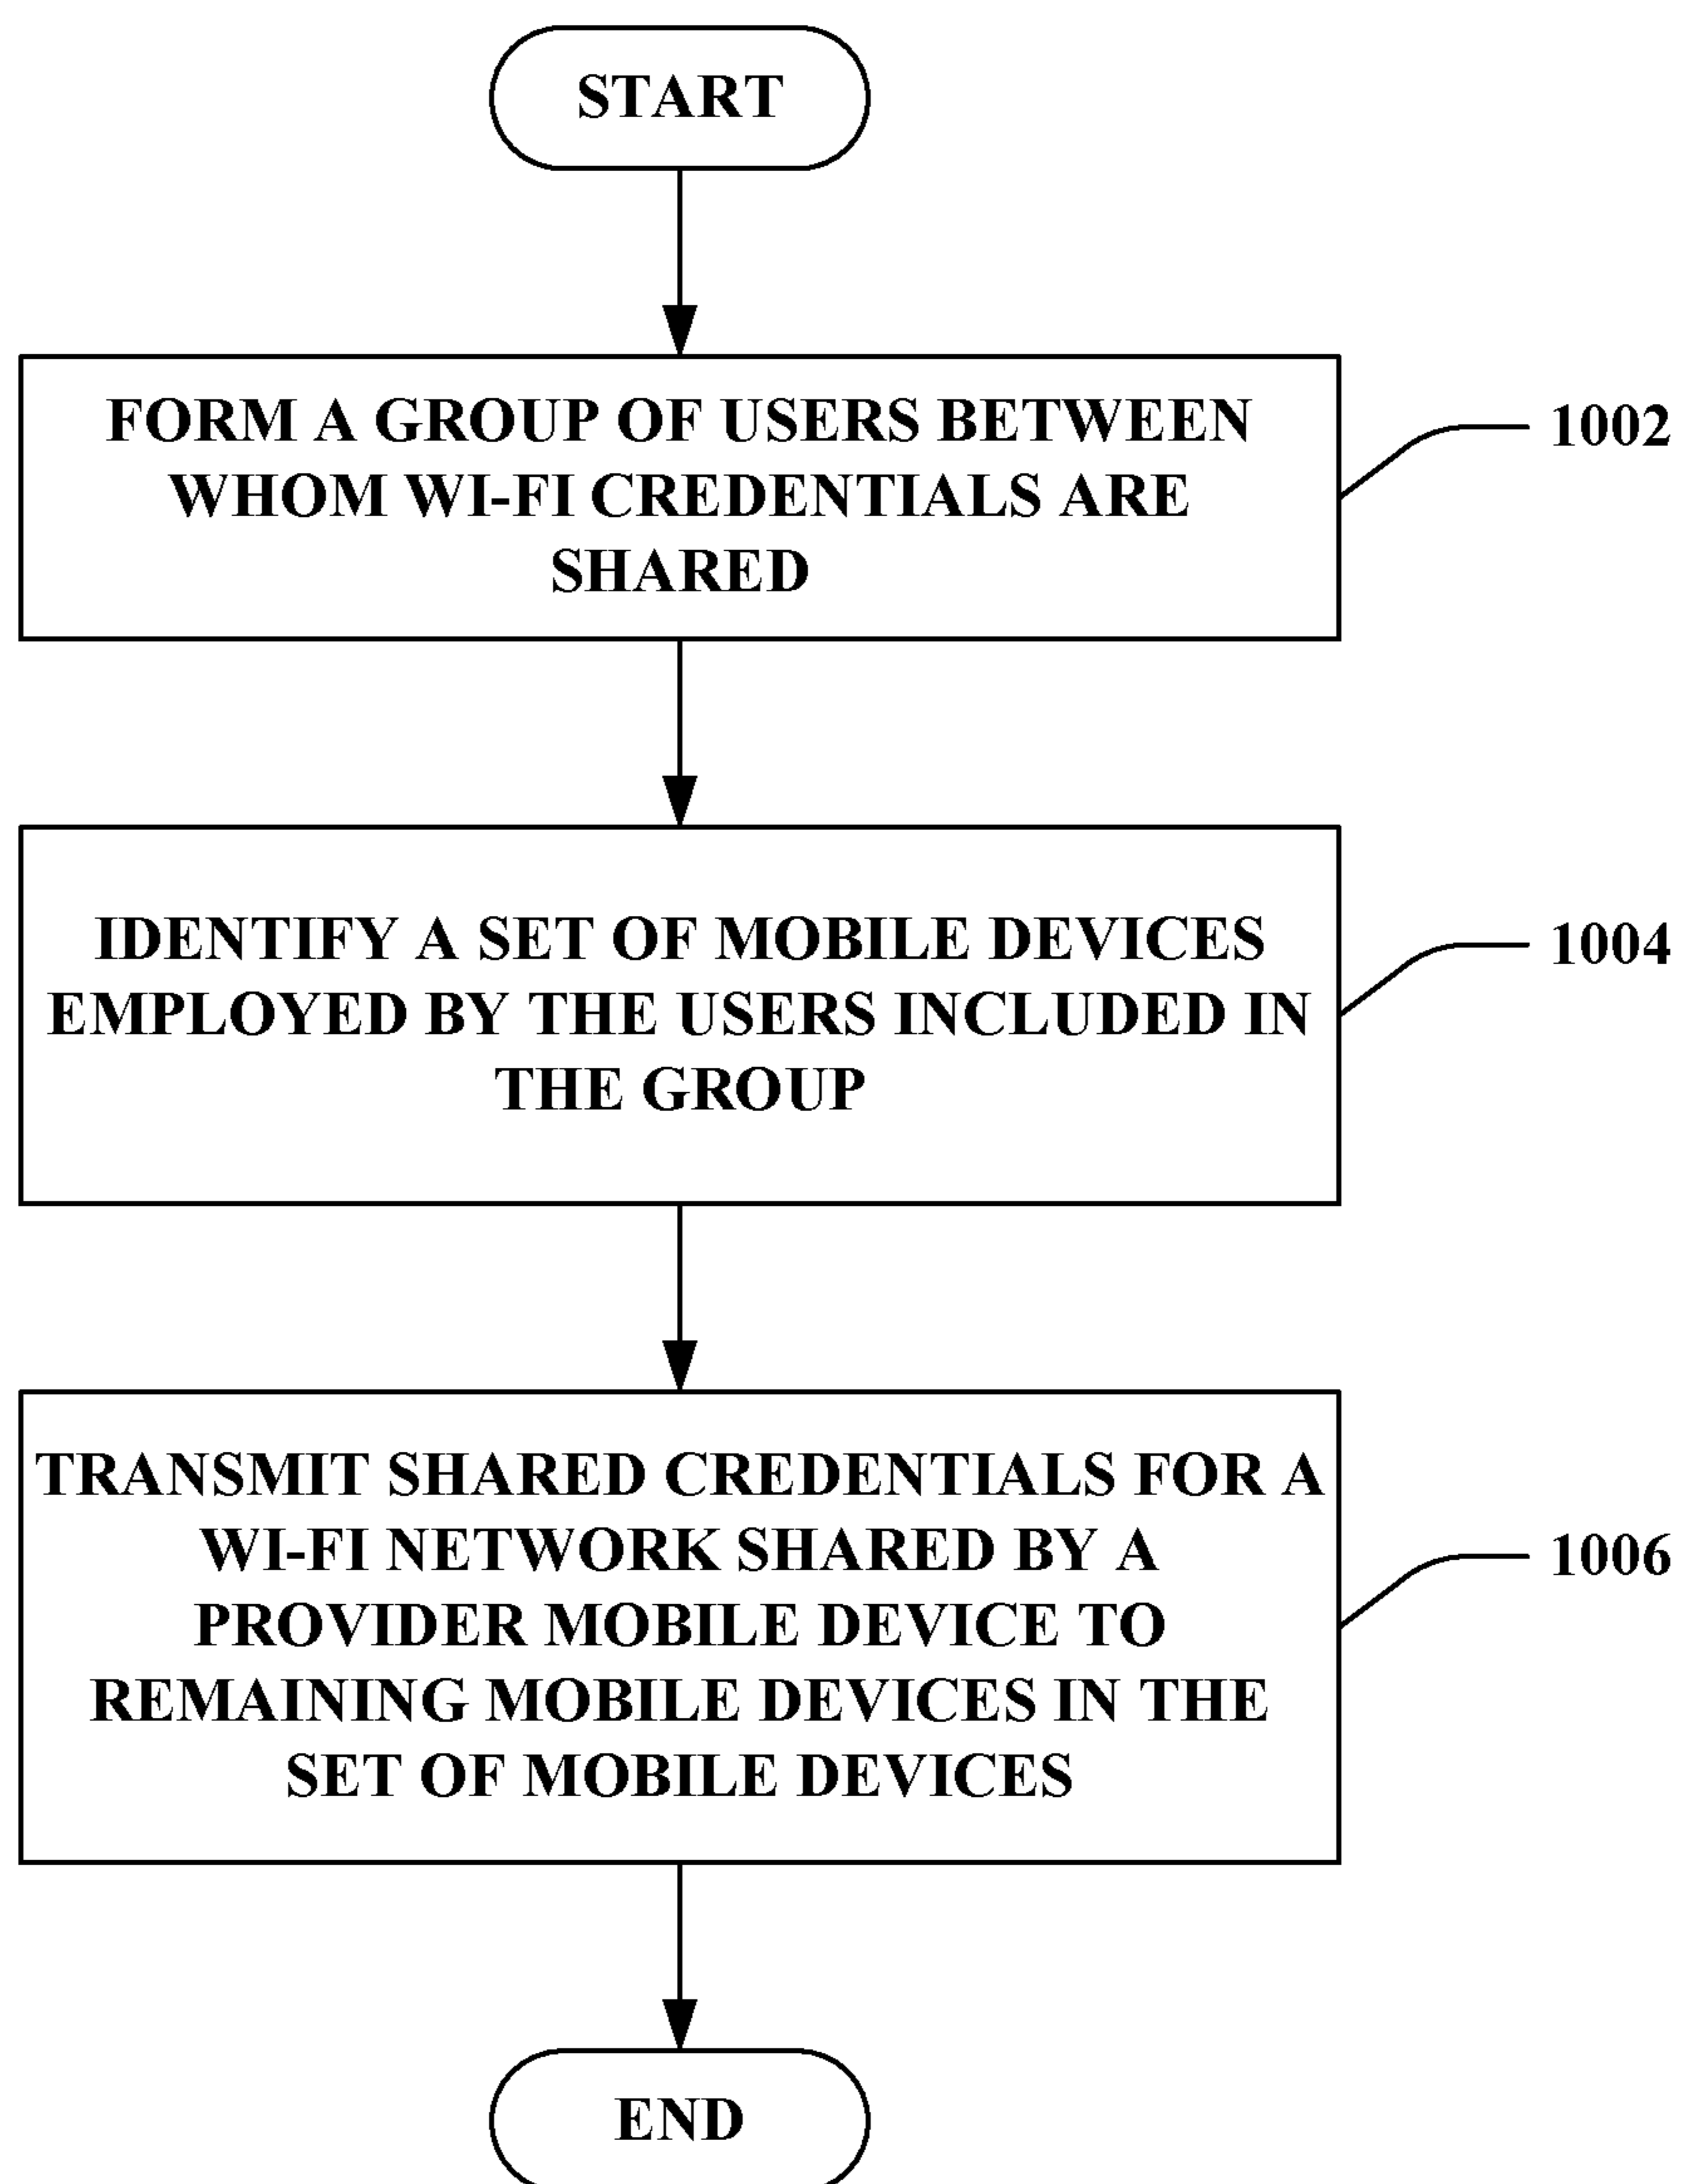 START
FORM A GROUP OF USERS BETWEEN
WHOM WI-FI CREDENTIALS ARE
SHARED
1002
IDENTIFY A SET OF MOBILE DEVICES
EMPLOYED BY THE USERS INCLUDED IN
THE GROUP
1004
TRANSMIT SHARED CREDENTIALS FOR A
WI-FI NETWORK SHARED BY A
PROVIDER MOBILE DEVICE TO
REMAINING MOBILE DEVICES IN THE
SET OF MOBILE DEVICES
1006
END